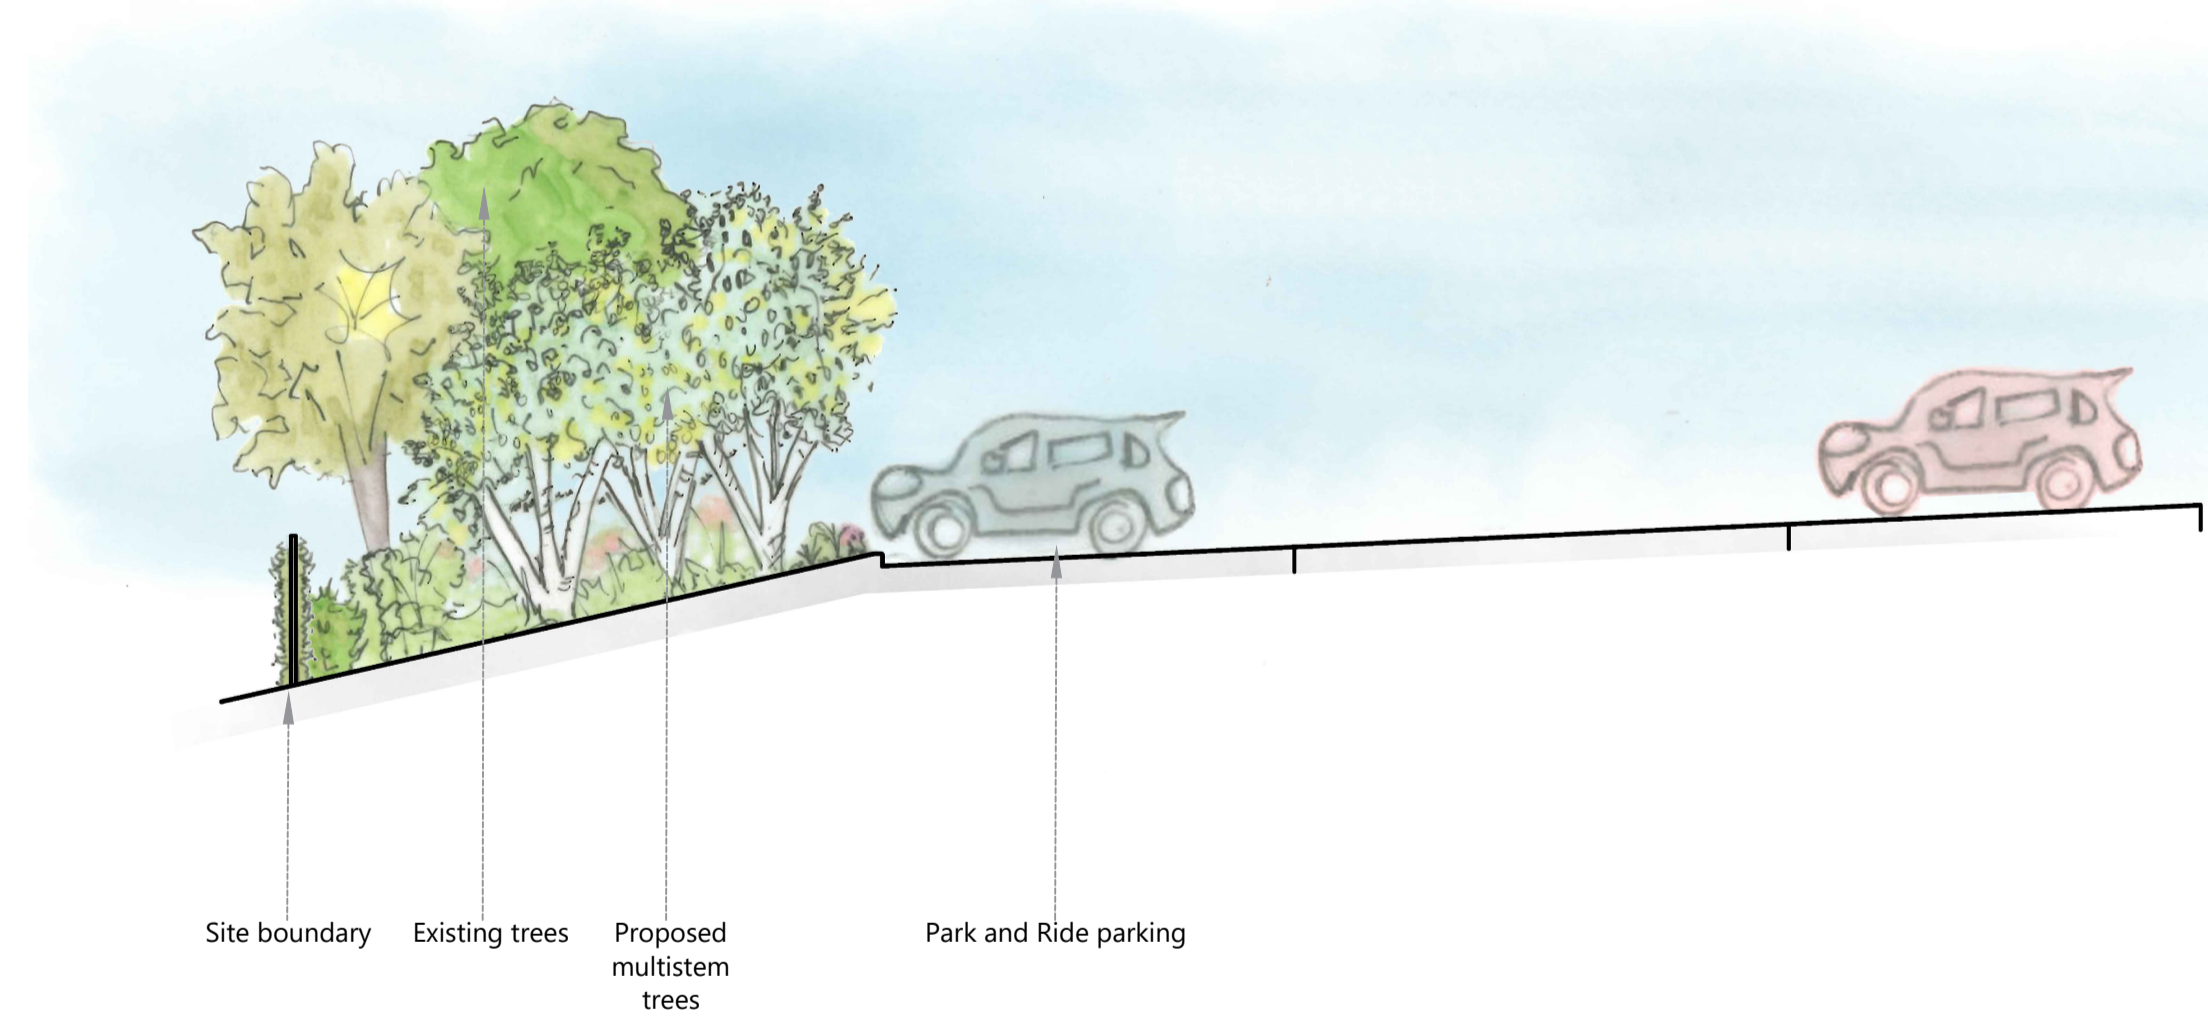 Site boundary
Existing trees
Proposed
multistem
trees
Park and Ride parking